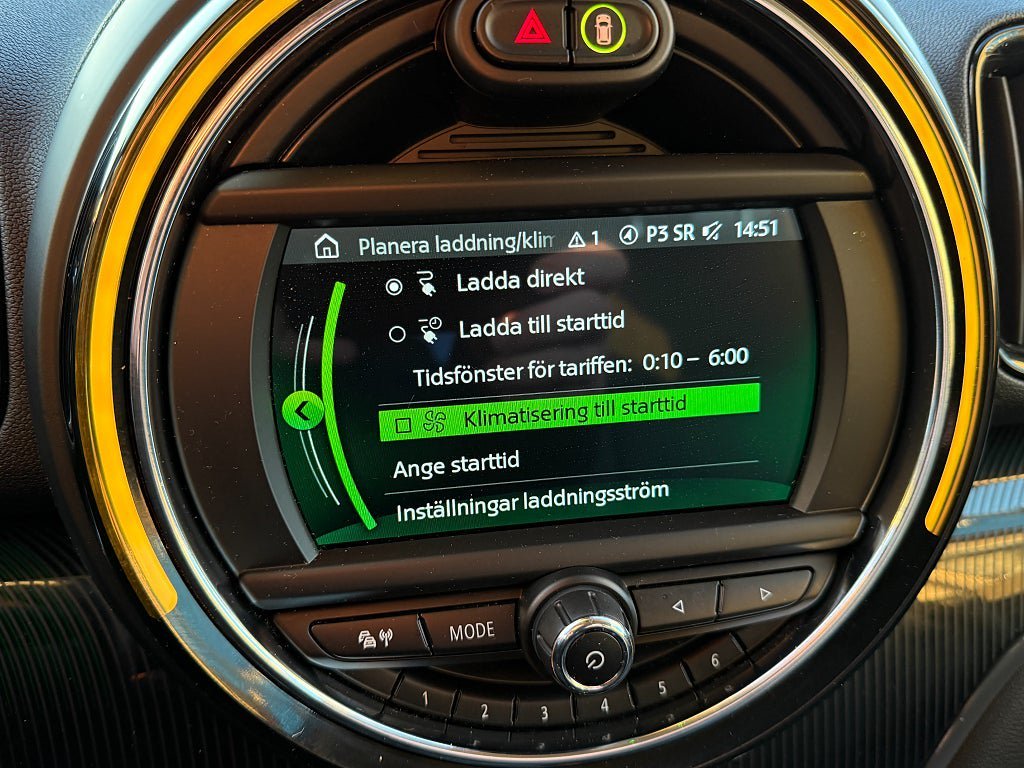 Planera laddning/klim 1 P3 SR 14:51
Ladda direkt
Ladda till starttid
Tidsfönster för tariffen: 0:10 – 6:00
Klimatisering till starttid
Ange starttid
Inställningar laddningsström
MODE
1 2 3 4 5 6